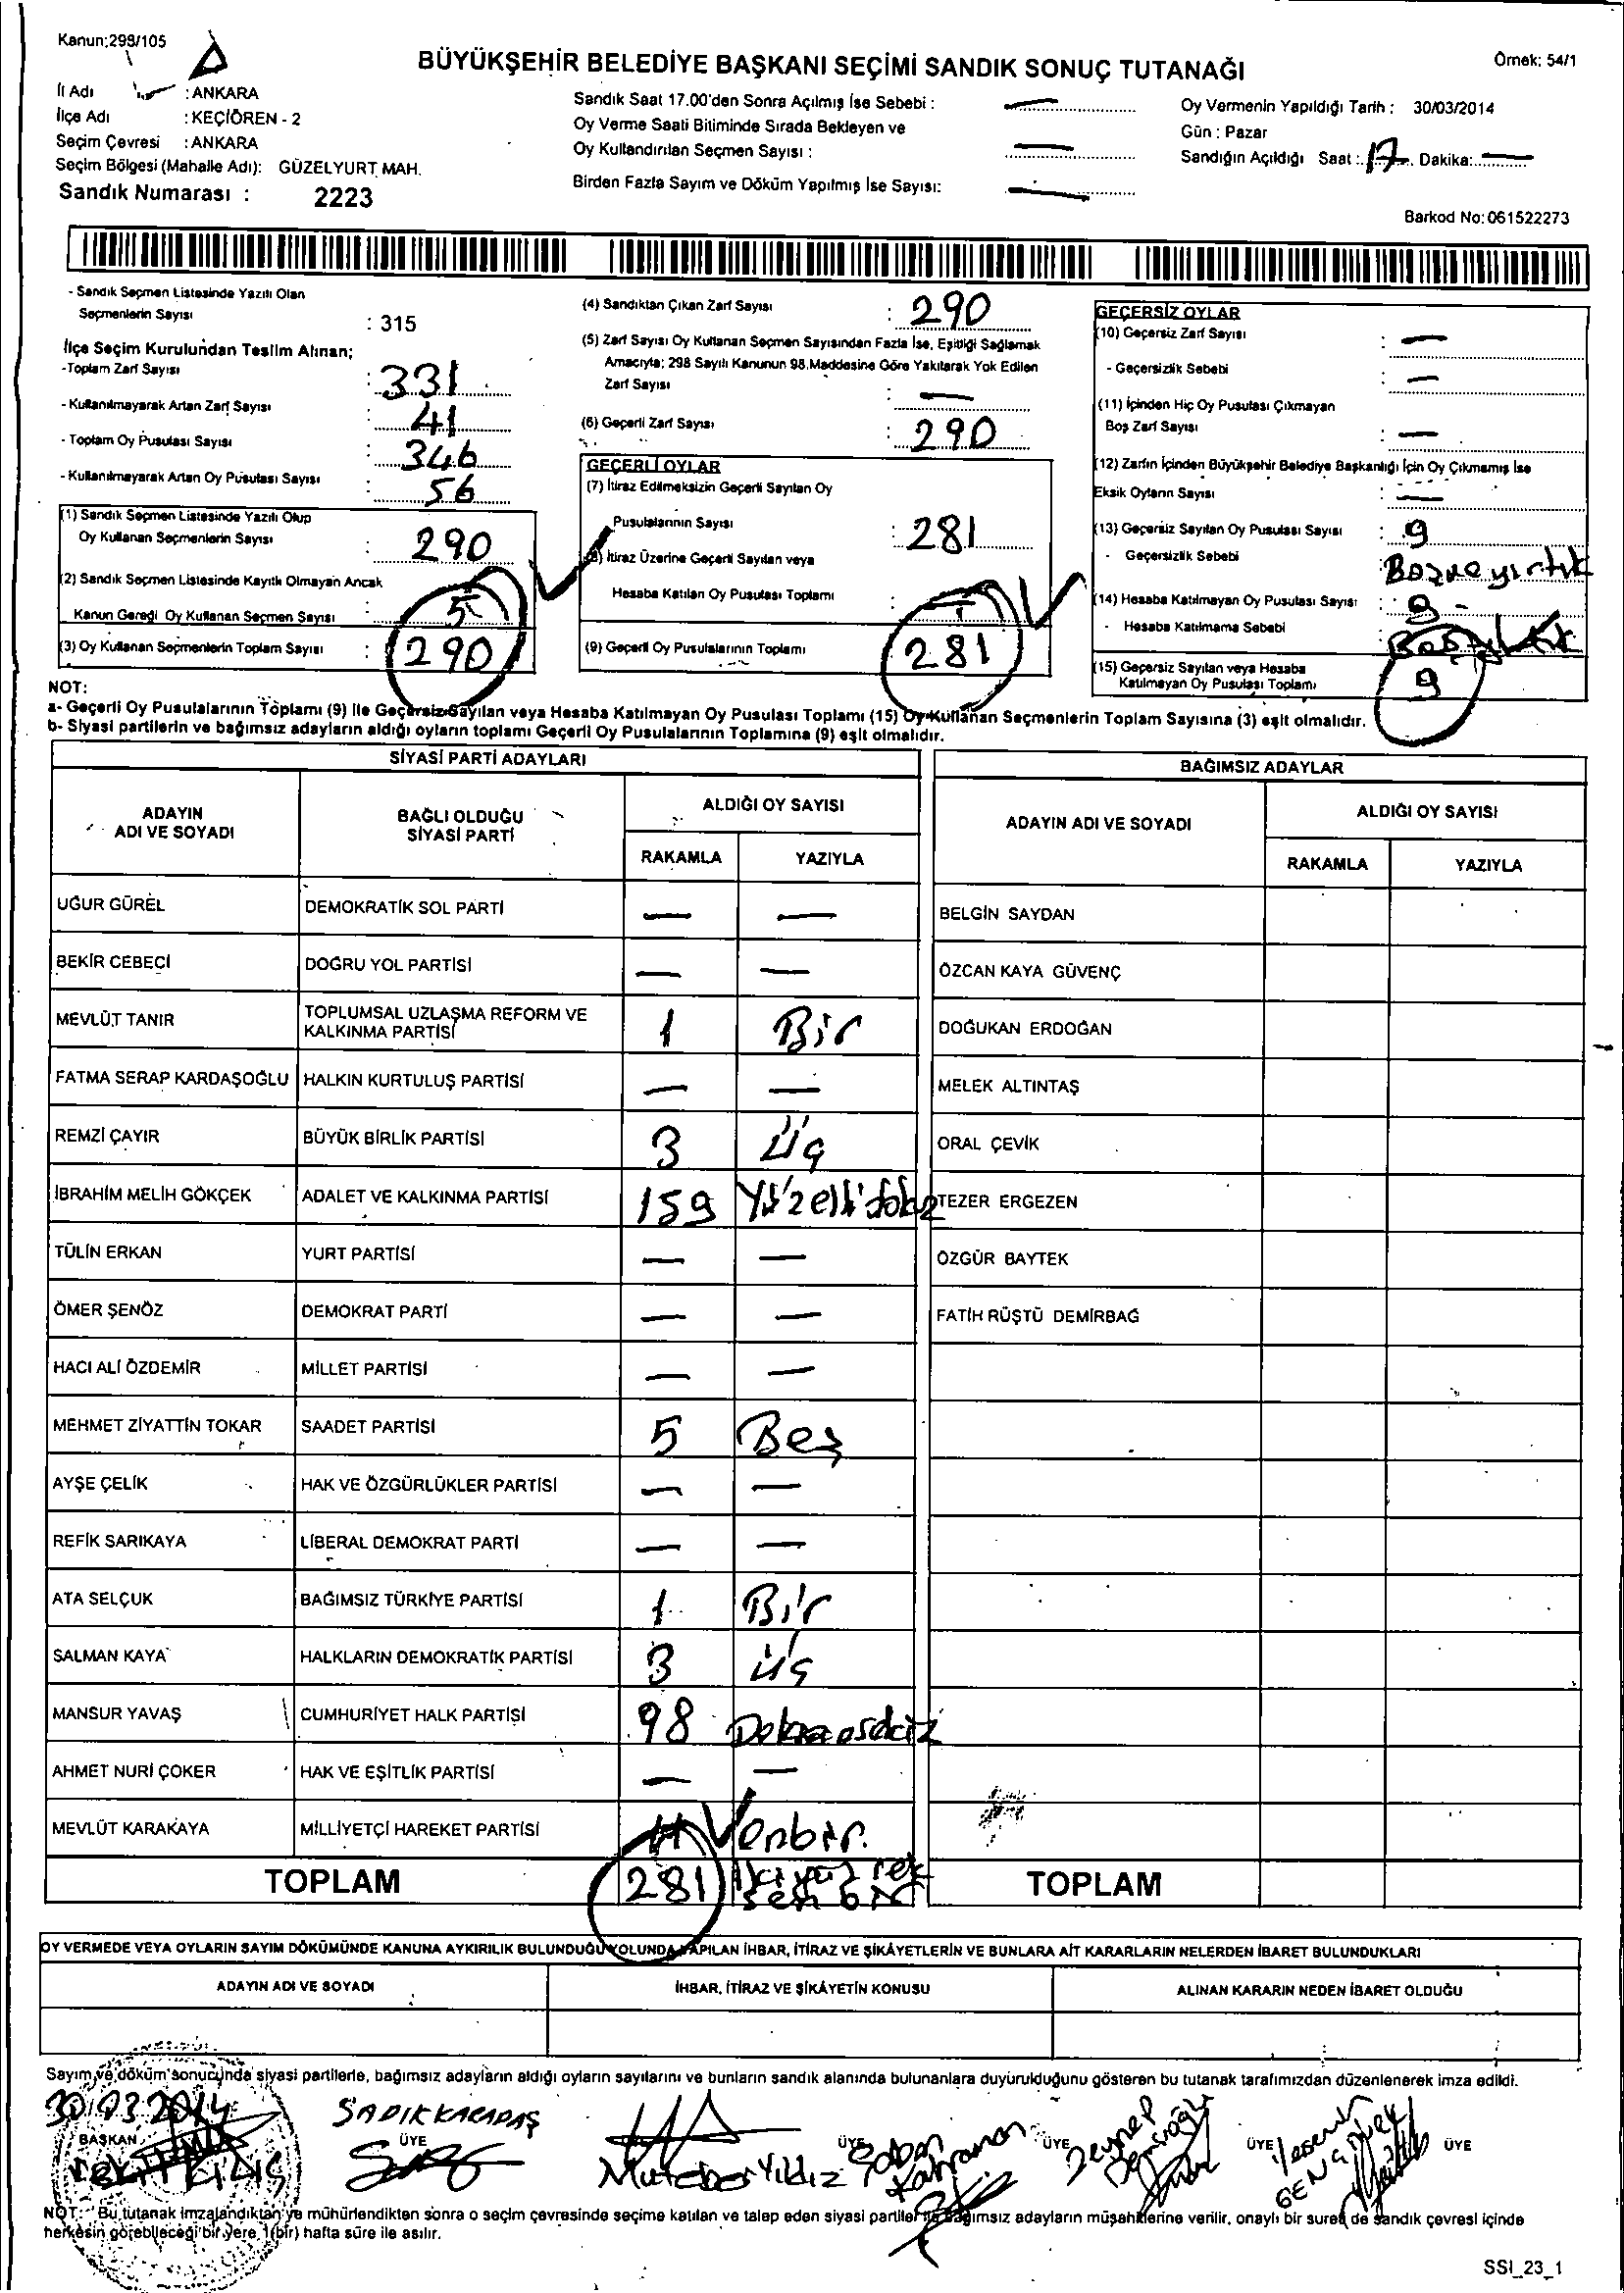 Kanun:298/105
BÜYÜKŞEHİR BELEDİYE BAŞKANI SEÇİMİ SANDIK SONUÇ TUTANAĞI
Örnek: 54/1
İl Adı : ANKARA
İlçe Adı : KEÇİÖREN - 2
Seçim Çevresi : ANKARA
Seçim Bölgesi (Mahalle Adı): GÜZELYURT MAH.
Sandık Numarası : 2223
Sandık Saat 17.00'den Sonra Açılmış İse Sebebi : —
Oy Verme Saati Bitiminde Sırada Bekleyen ve
Oy Kullandırılan Seçmen Sayısı : —
Birden Fazla Sayım ve Döküm Yapılmış İse Sayısı: —
Oy Vermenin Yapıldığı Tarih : 30/03/2014
Gün : Pazar
Sandığın Açıldığı Saat : 17 Dakika: —
Barkod No: 061522273
- Sandık Seçmen Listesinde Yazılı Olan
Seçmenlerin Sayısı : 315
İlçe Seçim Kurulundan Teslim Alınan;
-Toplam Zarf Sayısı : 331
- Kullanılmayarak Artan Zarf Sayısı : 41
- Toplam Oy Pusulası Sayısı : 346
- Kullanılmayarak Artan Oy Pusulası Sayısı : 56
(1) Sandık Seçmen Listesinde Yazılı Olup
Oy Kullanan Seçmenlerin Sayısı : 290
(2) Sandık Seçmen Listesinde Kayıtlı Olmayan Ancak
Kanun Gereği Oy Kullanan Seçmen Sayısı : 5
(3) Oy Kullanan Seçmenlerin Toplam Sayısı : 290
(4) Sandıktan Çıkan Zarf Sayısı : 290
(5) Zarf Sayısı Oy Kullanan Seçmen Sayısından Fazla İse, Eşitliği Sağlamak
Amacıyla; 298 Sayılı Kanunun 98.Maddesine Göre Yakılarak Yok Edilen
Zarf Sayısı : —
(6) Geçerli Zarf Sayısı : 290
GEÇERLİ OYLAR
(7) İtiraz Edilmeksizin Geçerli Sayılan Oy
Pusulalarının Sayısı : 281
(8) İtiraz Üzerine Geçerli Sayılan veya
Hesaba Katılan Oy Pusulası Toplamı : —
(9) Geçerli Oy Pusulalarının Toplamı : 281
GEÇERSİZ OYLAR
(10) Geçersiz Zarf Sayısı : —
- Geçersizlik Sebebi : —
(11) İçinden Hiç Oy Pusulası Çıkmayan
Boş Zarf Sayısı : —
(12) Zarfın İçinden Büyükşehir Belediye Başkanlığı İçin Oy Çıkmamış İse
Eksik Oyların Sayısı : —
(13) Geçersiz Sayılan Oy Pusulası Sayısı : 9
- Geçersizlik Sebebi : yırtık
(14) Hesaba Katılmayan Oy Pusulası Sayısı : 9 -
- Hesaba Katılmama Sebebi :
(15) Geçersiz Sayılan veya Hesaba
Katılmayan Oy Pusulası Toplamı : 9
NOT:
a- Geçerli Oy Pusulalarının Toplamı (9) ile Geçersiz Sayılan veya Hesaba Katılmayan Oy Pusulası Toplamı (15) Oy Kullanan Seçmenlerin Toplam Sayısına (3) eşit olmalıdır.
b- Siyasi partilerin ve bağımsız adayların aldığı oyların toplamı Geçerli Oy Pusulalarının Toplamına (9) eşit olmalıdır.
SİYASİ PARTİ ADAYLARI
ADAYIN ADI VE SOYADI BAĞLI OLDUĞU SİYASİ PARTİ ALDIĞI OY SAYISI
RAKAMLA YAZIYLA
UĞUR GÜREL DEMOKRATİK SOL PARTİ — —
BEKİR CEBECİ DOĞRU YOL PARTİSİ — —
MEVLÜT TANIR TOPLUMSAL UZLAŞMA REFORM VE KALKINMA PARTİSİ 1 Bir
FATMA SERAP KARDAŞOĞLU HALKIN KURTULUŞ PARTİSİ — —
REMZİ ÇAYIR BÜYÜK BİRLİK PARTİSİ 3 Üç
İBRAHİM MELİH GÖKÇEK ADALET VE KALKINMA PARTİSİ 159 Yüzellidokuz
TÜLİN ERKAN YURT PARTİSİ — —
ÖMER ŞENÖZ DEMOKRAT PARTİ — —
HACI ALİ ÖZDEMİR MİLLET PARTİSİ — —
MEHMET ZİYATTİN TOKAR SAADET PARTİSİ 5 Beş
AYŞE ÇELİK HAK VE ÖZGÜRLÜKLER PARTİSİ — —
REFİK SARIKAYA LİBERAL DEMOKRAT PARTİ — —
ATA SELÇUK BAĞIMSIZ TÜRKİYE PARTİSİ 1 Bir
SALMAN KAYA HALKLARIN DEMOKRATİK PARTİSİ 3 üç
MANSUR YAVAŞ CUMHURİYET HALK PARTİSİ 98
AHMET NURİ ÇOKER HAK VE EŞİTLİK PARTİSİ — —
MEVLÜT KARAKAYA MİLLİYETÇİ HAREKET PARTİSİ 11 onbir.
TOPLAM 281 ikiyüz sek sen bir
BAĞIMSIZ ADAYLAR
ADAYIN ADI VE SOYADI ALDIĞI OY SAYISI
RAKAMLA YAZIYLA
BELGİN SAYDAN
ÖZCAN KAYA GÜVENÇ
DOĞUKAN ERDOĞAN
MELEK ALTINTAŞ
ORAL ÇEVİK
TEZER ERGEZEN
ÖZGÜR BAYTEK
FATİH RÜŞTÜ DEMİRBAĞ
TOPLAM
OY VERMEDE VEYA OYLARIN SAYIM DÖKÜMÜNDE KANUNA AYKIRILIK BULUNDUĞU YOLUNDA YAPILAN İHBAR, İTİRAZ VE ŞİKÂYETLERİN VE BUNLARA AİT KARARLARIN NELERDEN İBARET BULUNDUKLARI
ADAYIN ADI VE SOYADI İHBAR, İTİRAZ VE ŞİKÂYETİN KONUSU ALINAN KARARIN NEDEN İBARET OLDUĞU
Sayım ve döküm sonucunda siyasi partilerle, bağımsız adayların aldığı oyların sayılarını ve bunların sandık alanında bulunanlara duyurulduğunu gösteren bu tutanak tarafımızdan düzenlenerek imza edildi.
30.03.2014
BAŞKAN ÜYE ÜYE ÜYE ÜYE ÜYE
SADIK KARADAŞ
Muteber Yıldız
Şaban Kahraman
Zeynep
NOT: Bu tutanak imzalandıktan ve mühürlendikten sonra o seçim çevresinde seçime katılan ve talep eden siyasi partiler ile bağımsız adayların müşahitlerine verilir, onaylı bir sureti de sandık çevresi içinde
herkesin görebileceği bir yere 1(bir) hafta süre ile asılır.
SSI_23_1